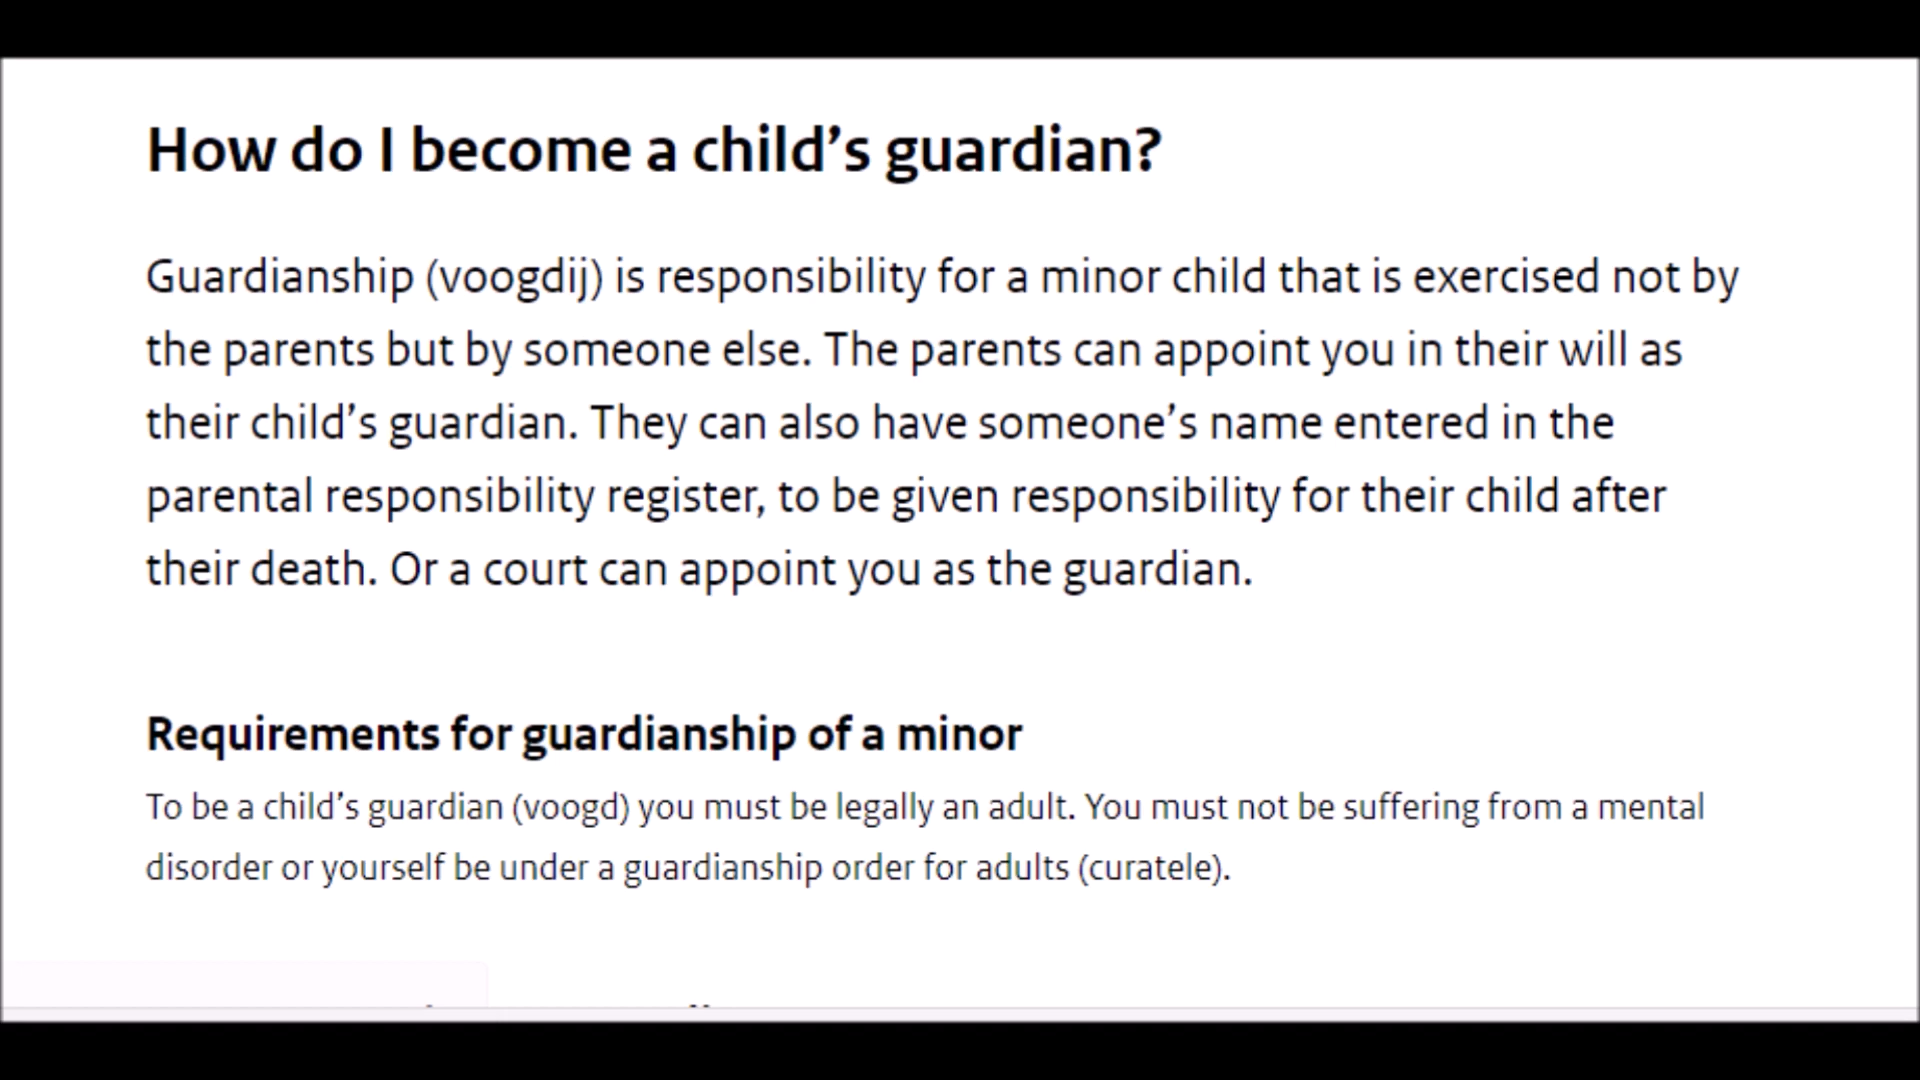 How do I become a child’s guardian?
Guardianship (voogdij) is responsibility for a minor child that is exercised not by
the parents but by someone else. The parents can appoint you in their will as
their child’s guardian. They can also have someone’s name entered in the
parental responsibility register, to be given responsibility for their child after
their death. Or a court can appoint you as the guardian.
Requirements for guardianship of a minor
To be a child’s guardian (voogd) you must be legally an adult. You must not be suffering from a mental
disorder or yourself be under a guardianship order for adults (curatele).